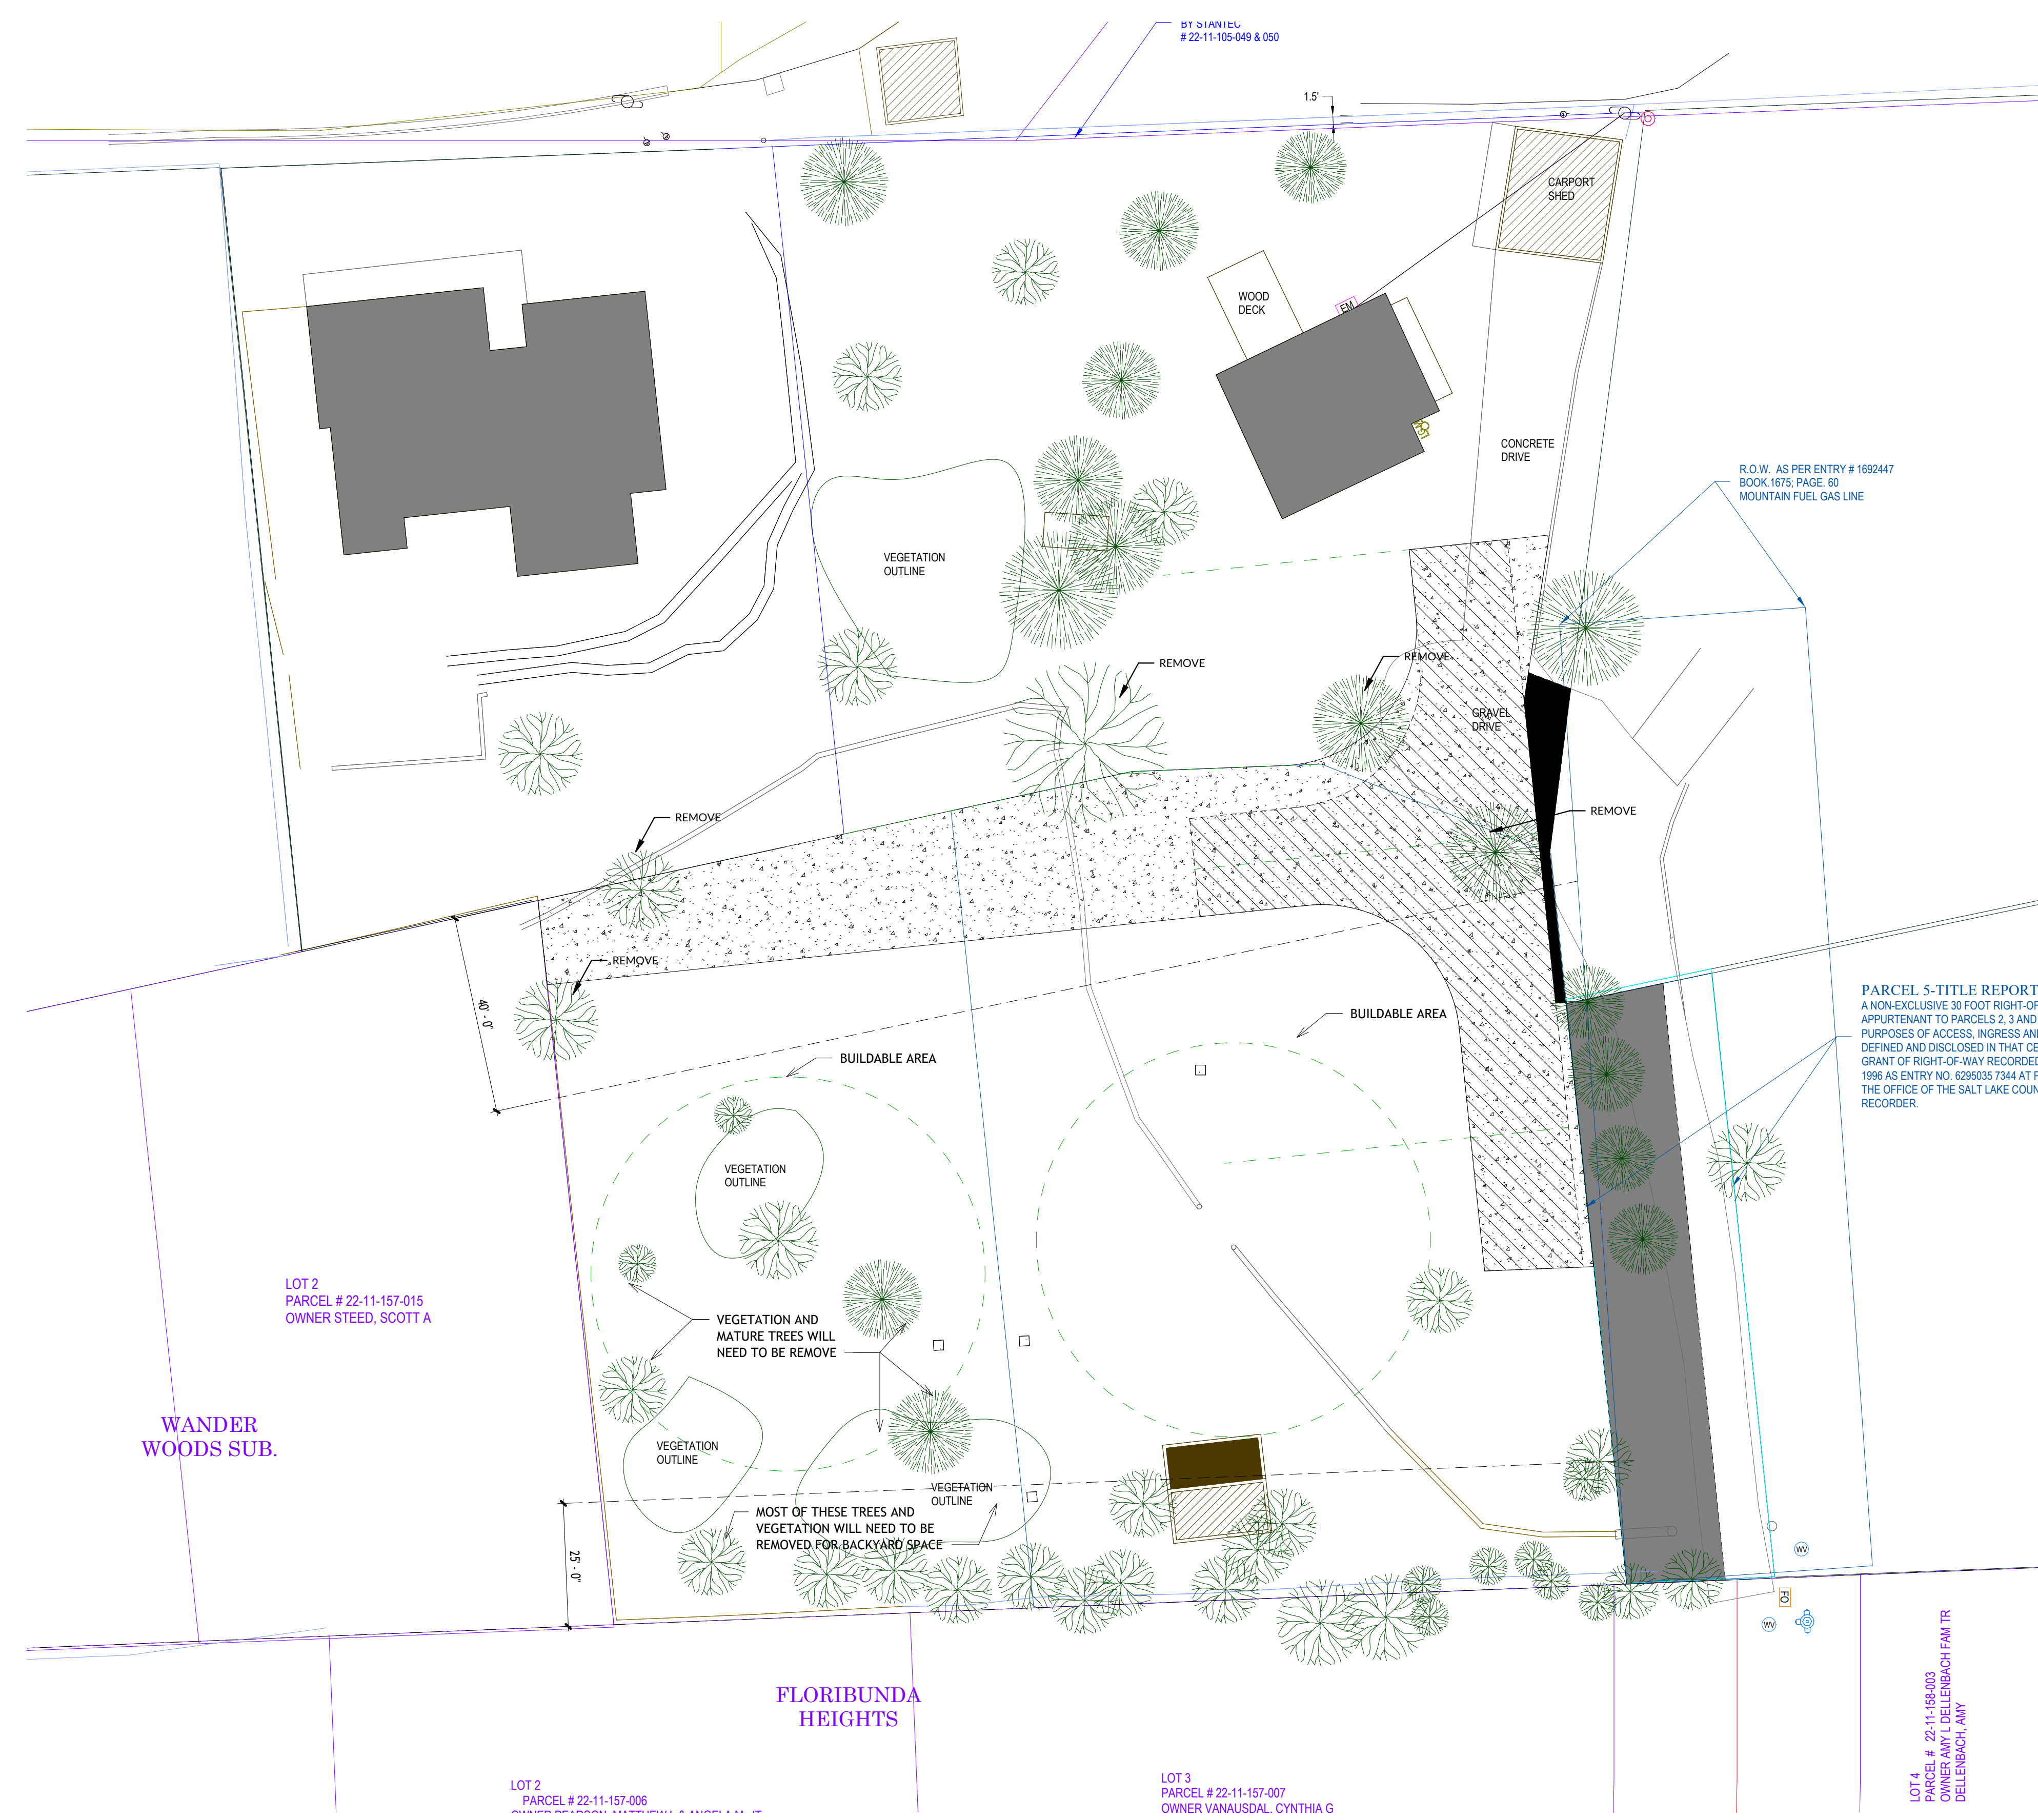 BY STANTEC
# 22-11-105-049 & 050
1.5'
CARPORT
SHED
WOOD
DECK
EM
CONCRETE
DRIVE
R.O.W. AS PER ENTRY # 1692447
BOOK.1675; PAGE. 60
MOUNTAIN FUEL GAS LINE
VEGETATION
OUTLINE
REMOVE
REMOVE
GRAVEL
DRIVE
REMOVE
REMOVE
REMOVE
40' - 0"
BUILDABLE AREA
BUILDABLE AREA
PARCEL 5-TITLE REPORT
A NON-EXCLUSIVE 30 FOOT RIGHT-OF
APPURTENANT TO PARCELS 2, 3 AND
PURPOSES OF ACCESS, INGRESS AN
DEFINED AND DISCLOSED IN THAT CE
GRANT OF RIGHT-OF-WAY RECORDE
1996 AS ENTRY NO. 6295035 7344 AT
THE OFFICE OF THE SALT LAKE COUN
RECORDER.
VEGETATION
OUTLINE
LOT 2
PARCEL # 22-11-157-015
OWNER STEED, SCOTT A
VEGETATION AND
MATURE TREES WILL
NEED TO BE REMOVE
WANDER
WOODS SUB.
VEGETATION
OUTLINE
VEGETATION
OUTLINE
MOST OF THESE TREES AND
VEGETATION WILL NEED TO BE
REMOVED FOR BACKYARD SPACE
25' - 0"
WV
FO
WV
FLORIBUNDA
HEIGHTS
LOT 2
PARCEL # 22-11-157-006
OWNER PEARSON, MATTHEW L & ANGELA M; JT
LOT 3
PARCEL # 22-11-157-007
OWNER VANAUSDAL, CYNTHIA G
LOT 4
PARCEL # 22-11-158-003
OWNER AMY L DELLENBACH FAM TR
DELLENBACH, AMY